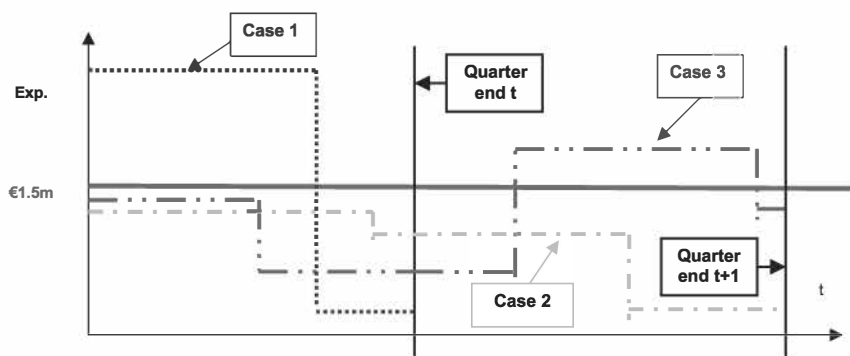 Case 1
Quarter
end t
Case 3
Exp.
€1.5m
Quarter
end t+1
Case 2
t